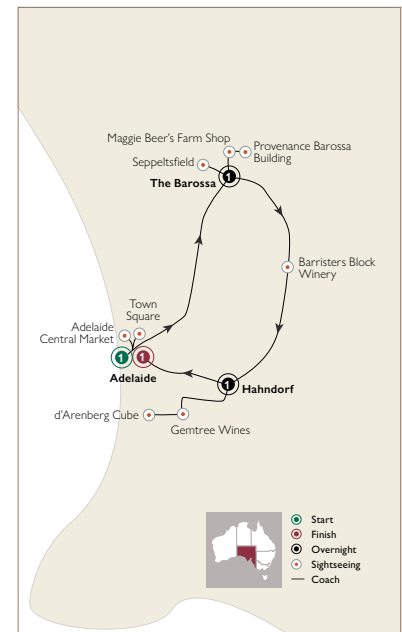 Maggie Beer's Farm Shop
Provenance Barossa
Building
Seppeltsfield
1
The Barossa
Barristers Block
Winery
Town
Square
Adelaide
Central Market
1
1
Adelaide
1
Hahndorf
d'Arenberg Cube
Gemtree Wines
Start
Finish
Overnight
Sightseeing
Coach